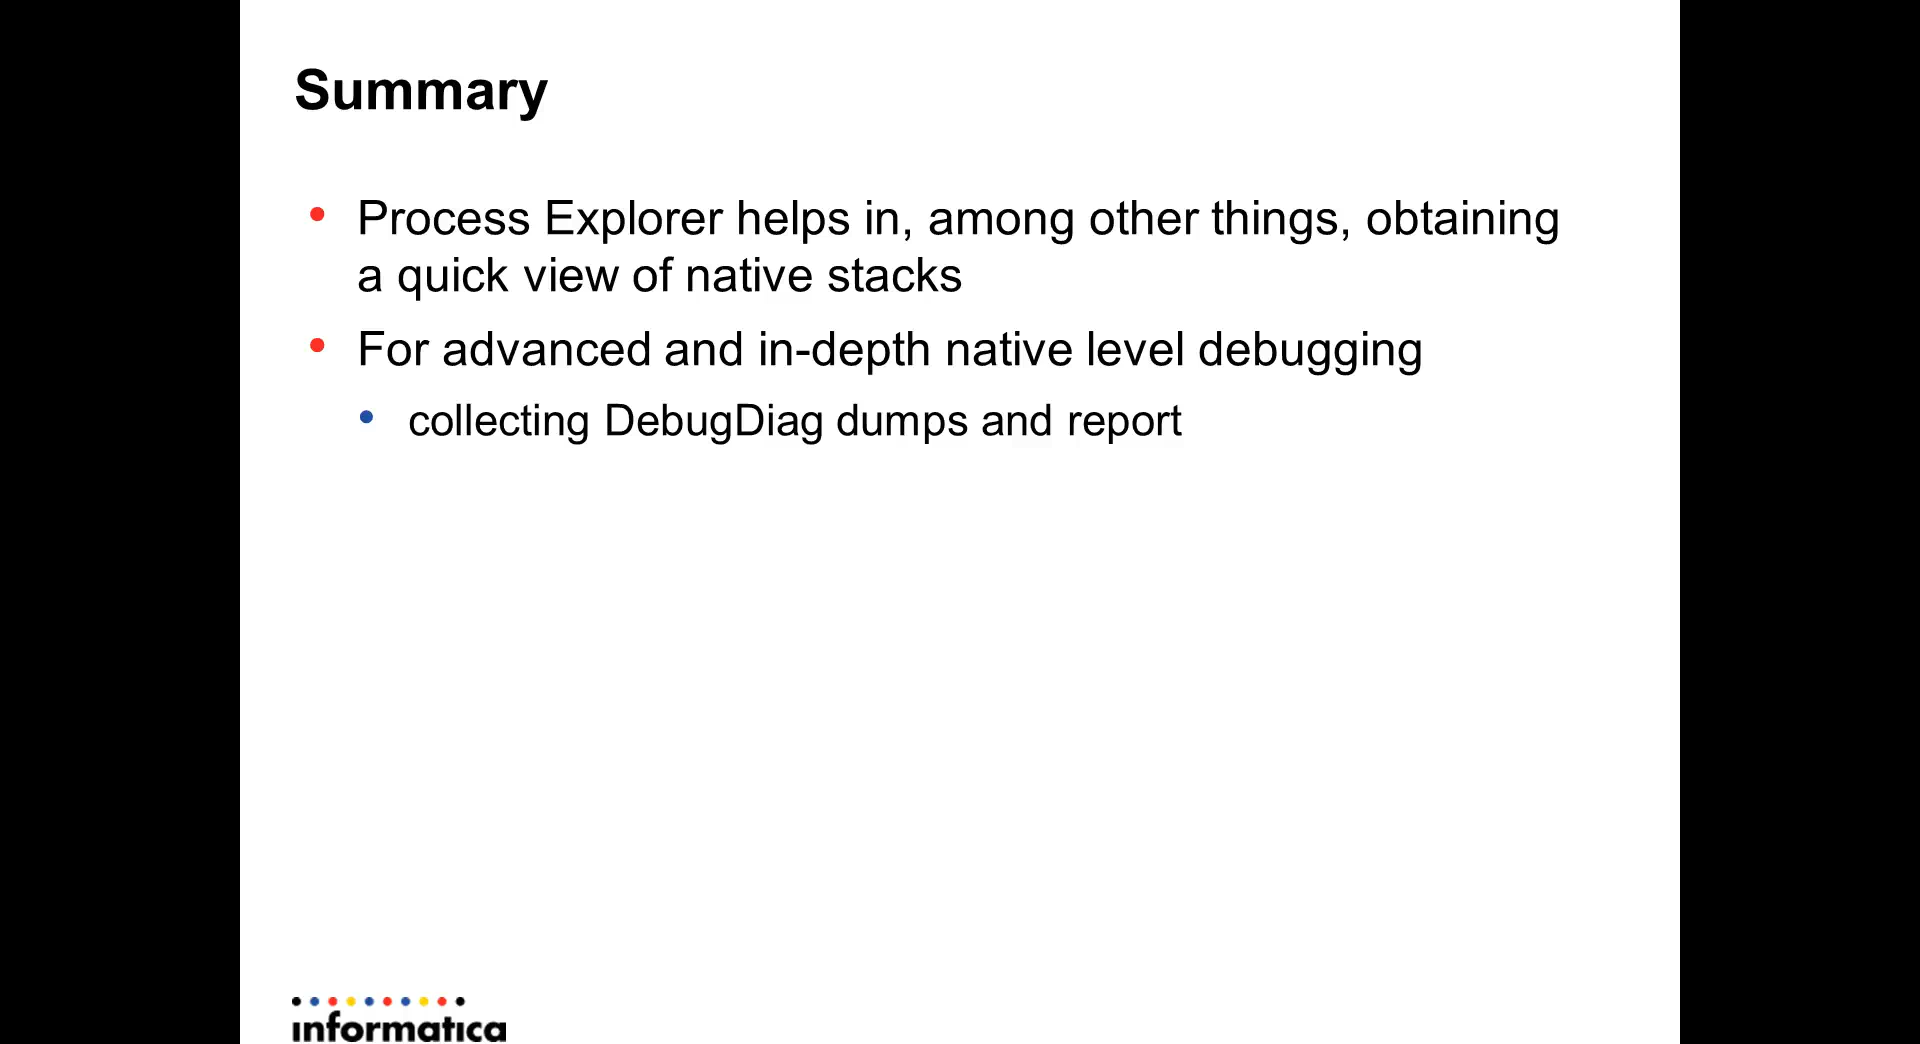 Summary
Process Explorer helps in, among other things, obtaining
a quick view of native stacks
For advanced and in-depth native level debugging
collecting DebugDiag dumps and report
informatica